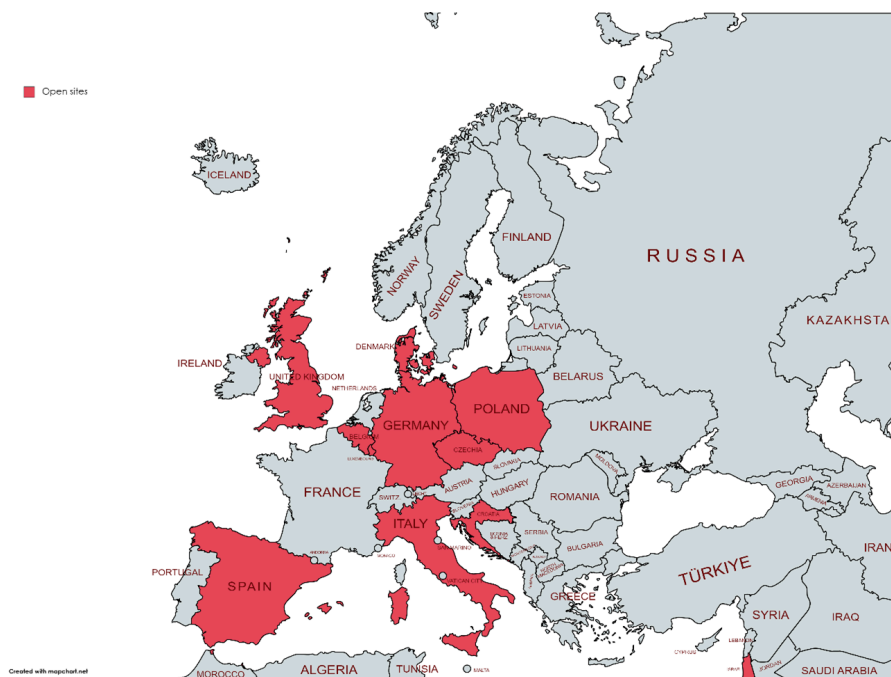 Open sites
ICELAND
RUSSIA
FINLAND
NORWAY
SWEDEN
ESTONIA
LATVIA
LITHUANIA
KAZAKHSTA
DENMARK
IRELAND
UNITED KINGDOM
NETHERLANDS
BELARUS
POLAND
GERMANY
UKRAINE
BELGIUM
CZECHIA
SLOVAKIA
MOLDOVA
FRANCE
SWITZ.
AUSTRIA
HUNGARY
ROMANIA
SLOVENIA
CROATIA
ITALY
SERBIA
GEORGIA
AZERBAIJAN
ARMENIA
SAN MARINO
MONACO
ANDORRA
BULGARIA
IRAN
PORTUGAL
SPAIN
VATICAN CITY
GREECE
TÜRKIYE
SYRIA
IRAQ
LEBANON
CYPRUS
MALTA
JORDAN
MOROCCO
ALGERIA
TUNISIA
SAUDI ARABIA
Created with mapchart.net